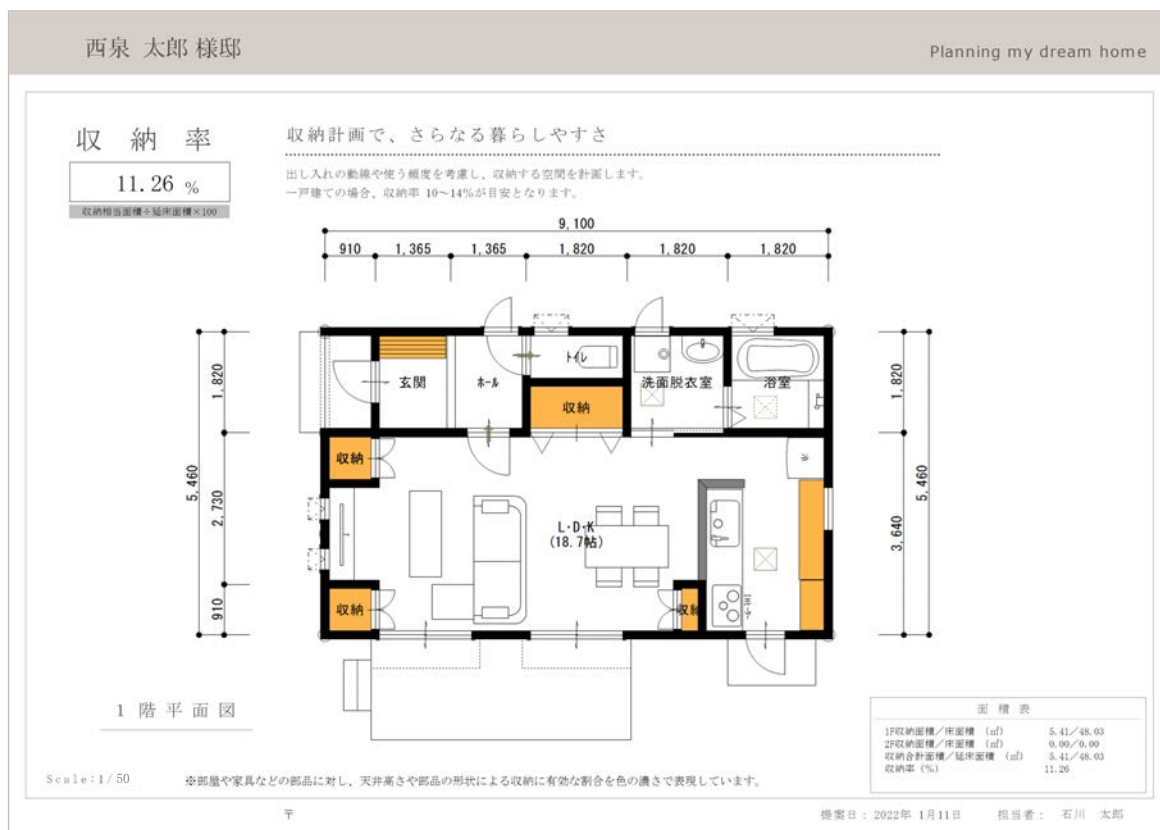 西泉 太郎 様邸
Planning my dream home
収納率
11.26 %
収納相当面積÷延床面積×100
収納計画で、さらなる暮らしやすさ
出し入れの動線や使う頻度を考慮し、収納する空間を計画します。
一戸建ての場合、収納率 10～14%が目安となります。
9,100
910 1,365 1,365 1,820 1,820 1,820
1,820
2,730
910
5,460
1,820
3,640
5,460
玄関
ホール
トイレ
洗面脱衣室
浴室
収納
収納
冷
L・D・K
(18.7帖)
収納
収納
1階平面図
Scale:1/50
※部屋や家具などの部品に対し、天井高さや部品の形状による収納に有効な割合を色の濃さで表現しています。
面積表
1F収納面積／床面積 (㎡) 5.41／48.03
2F収納面積／床面積 (㎡) 0.00／0.00
収納合計面積／延床面積 (㎡) 5.41／48.03
収納率 (%) 11.26
〒
提案日：2022年 1月11日
担当者： 石川 太郎